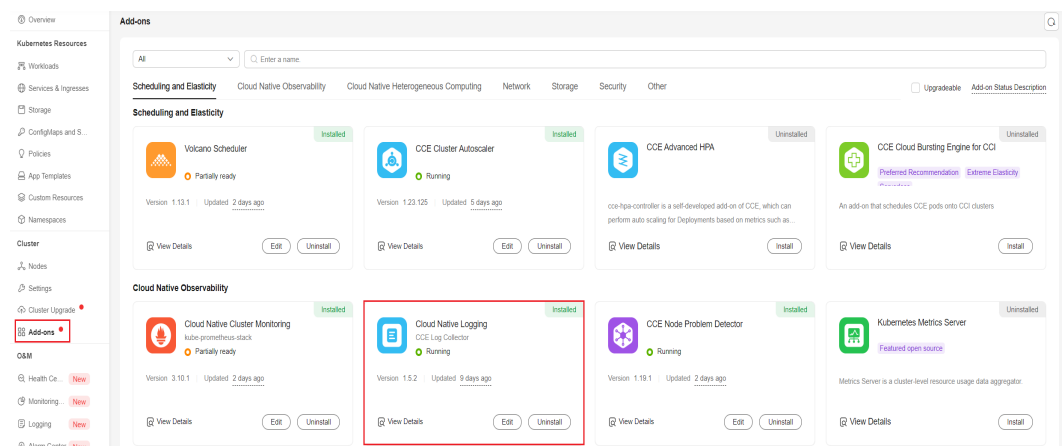 Overview
Kubernetes Resources
Workloads
Services & Ingresses
Storage
ConfigMaps and S...
Policies
App Templates
Custom Resources
Namespaces
Cluster
Nodes
Settings
Cluster Upgrade
Add-ons
O&M
Health Ce... New
Monitoring... New
Logging New
Alarm Center New
Add-ons
All
Enter a name.
Scheduling and Elasticity Cloud Native Observability Cloud Native Heterogeneous Computing Network Storage Security Other
Upgradeable Add-on Status Description
Scheduling and Elasticity
Installed
Volcano Scheduler
Partially ready
Version 1.13.1 Updated 2 days ago
View Details Edit Uninstall
Installed
CCE Cluster Autoscaler
Running
Version 1.23.125 Updated 5 days ago
View Details Edit Uninstall
Uninstalled
CCE Advanced HPA
cce-hpa-controller is a self-developed add-on of CCE, which can
perform auto scaling for Deployments based on metrics such as...
View Details Install
Uninstalled
CCE Cloud Bursting Engine for CCI
Preferred Recommendation Extreme Elasticity
An add-on that schedules CCE pods onto CCI clusters
View Details Install
Cloud Native Observability
Installed
Cloud Native Cluster Monitoring
kube-prometheus-stack
Partially ready
Version 3.10.1 Updated 2 days ago
View Details Edit Uninstall
Installed
Cloud Native Logging
CCE Log Collector
Running
Version 1.5.2 Updated 9 days ago
View Details Edit Uninstall
Installed
CCE Node Problem Detector
Running
Version 1.19.1 Updated 2 days ago
View Details Edit Uninstall
Uninstalled
Kubernetes Metrics Server
Featured open source
Metrics Server is a cluster-level resource usage data aggregator.
View Details Install